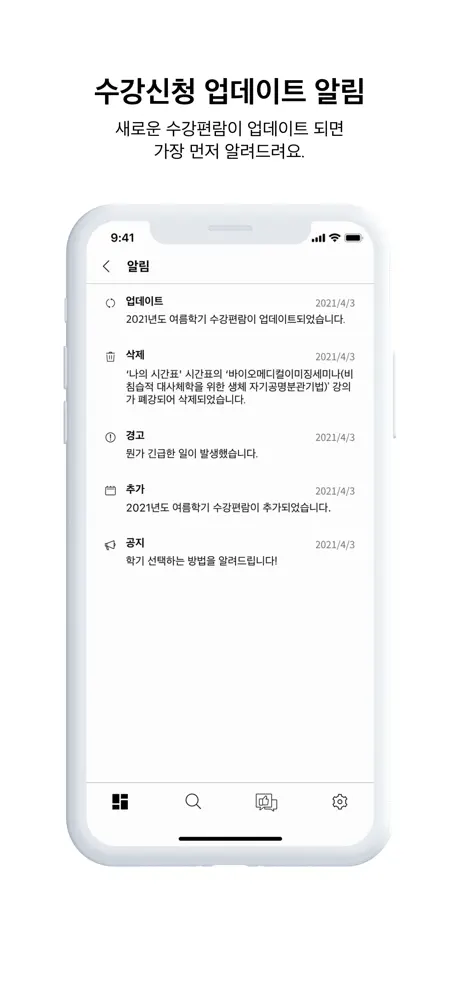 수강신청 업데이트 알림
새로운 수강편람이 업데이트 되면
가장 먼저 알려드려요.
9:41
알림
업데이트 2021/4/3
2021년도 여름학기 수강편람이 업데이트되었습니다.
삭제 2021/4/3
‘나의 시간표' 시간표의 ‘바이오메디컬이미징세미나(비
침습적 대사체학을 위한 생체 자기공명분관기법)' 강의
가 폐강되어 삭제되었습니다.
경고 2021/4/3
뭔가 긴급한 일이 발생했습니다.
추가 2021/4/3
2021년도 여름학기 수강편람이 추가되었습니다.
공지 2021/4/3
학기 선택하는 방법을 알려드립니다!